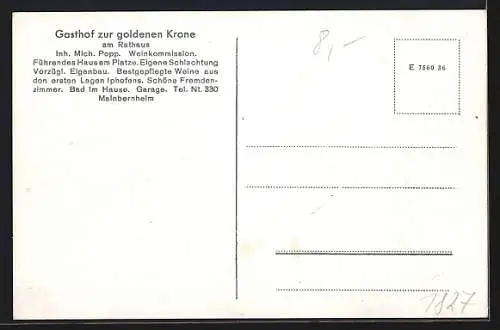 Gasthof zur goldenen Krone
am Rathaus
Inh. Mich. Popp. Weinkommission.
Führendes Haus am Platze. Eigene Schlachtung
Vorzügl. Eigenbau. Bestgepflegte Weine aus
den ersten Lagen Iphofens. Schöne Fremden-
zimmer. Bad im Hause. Garage. Tel. Nt. 330
Mainbernheim
8,-
E 7560 36
1827